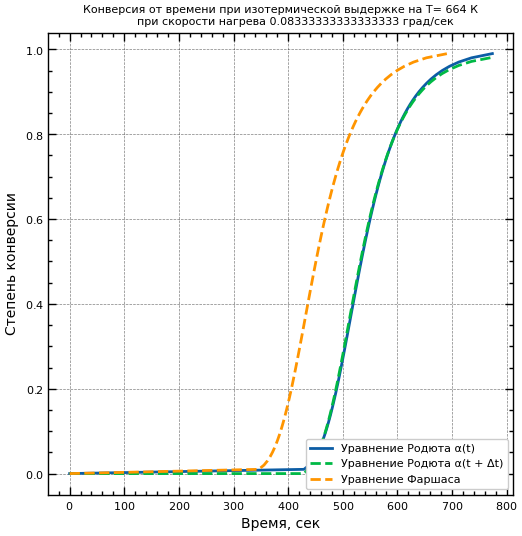 Конверсия от времени при изотермической выдержке на Т= 664 К
при скорости нагрева 0.08333333333333333 град/сек
1.0
0.8
0.6
0.4
0.2
0.0
Степень конверсии
Уравнение Родюта α(t)
Уравнение Родюта α(t + Δt)
Уравнение Фаршаса
0 100 200 300 400 500 600 700 800
Время, сек